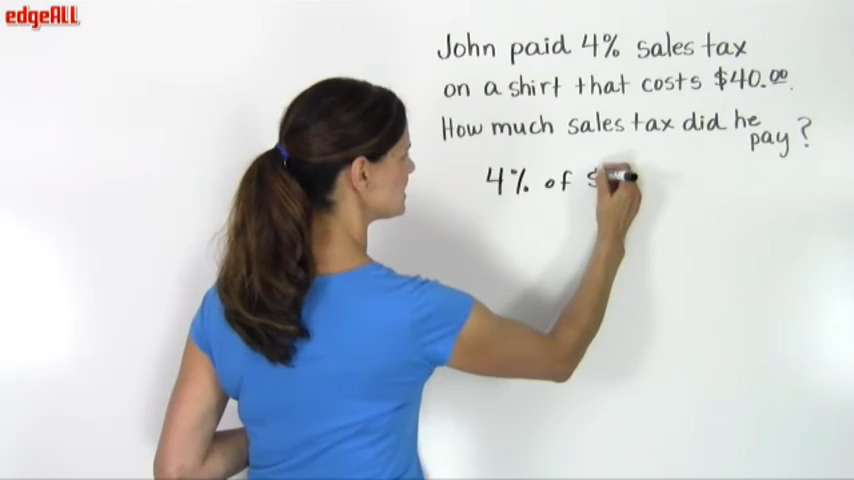 edgeALL
John paid 4% sales tax
on a shirt that costs $40.00.
How much sales tax did he
pay?
4% of $